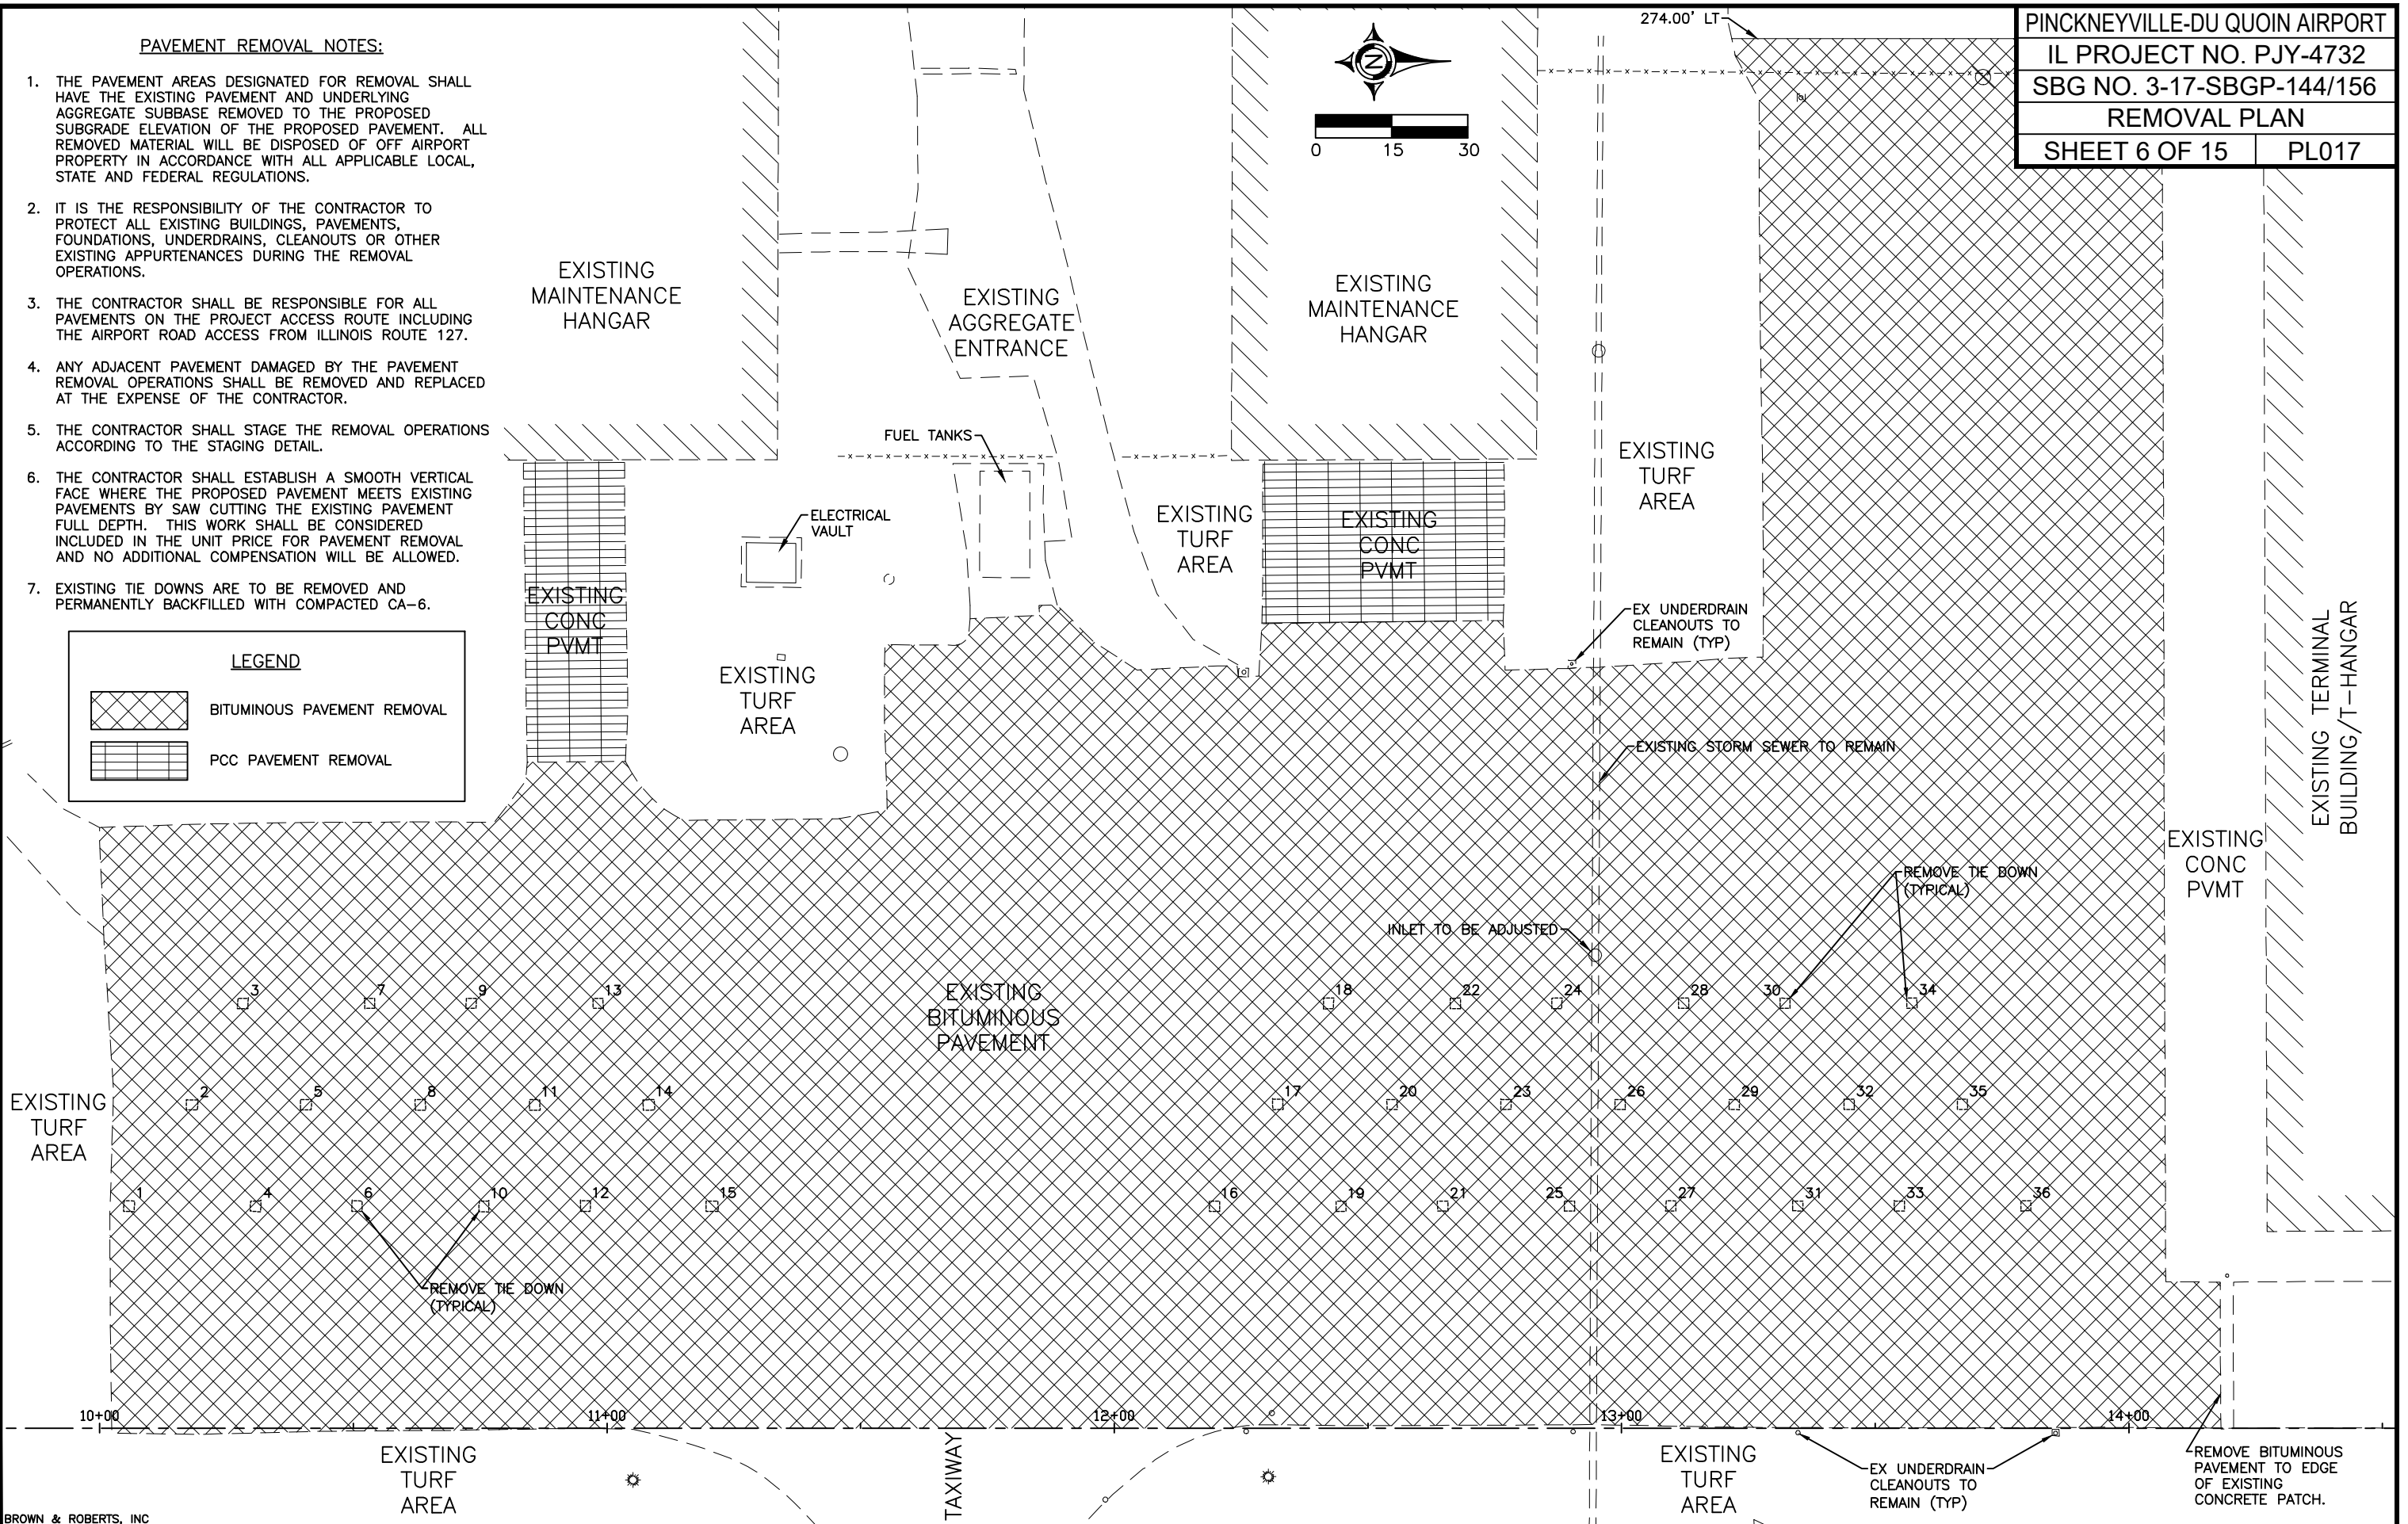 PAVEMENT REMOVAL NOTES:
1. THE PAVEMENT AREAS DESIGNATED FOR REMOVAL SHALL
HAVE THE EXISTING PAVEMENT AND UNDERLYING
AGGREGATE SUBBASE REMOVED TO THE PROPOSED
SUBGRADE ELEVATION OF THE PROPOSED PAVEMENT. ALL
REMOVED MATERIAL WILL BE DISPOSED OF OFF AIRPORT
PROPERTY IN ACCORDANCE WITH ALL APPLICABLE LOCAL,
STATE AND FEDERAL REGULATIONS.
2. IT IS THE RESPONSIBILITY OF THE CONTRACTOR TO
PROTECT ALL EXISTING BUILDINGS, PAVEMENTS,
FOUNDATIONS, UNDERDRAINS, CLEANOUTS OR OTHER
EXISTING APPURTENANCES DURING THE REMOVAL
OPERATIONS.
3. THE CONTRACTOR SHALL BE RESPONSIBLE FOR ALL
PAVEMENTS ON THE PROJECT ACCESS ROUTE INCLUDING
THE AIRPORT ROAD ACCESS FROM ILLINOIS ROUTE 127.
4. ANY ADJACENT PAVEMENT DAMAGED BY THE PAVEMENT
REMOVAL OPERATIONS SHALL BE REMOVED AND REPLACED
AT THE EXPENSE OF THE CONTRACTOR.
5. THE CONTRACTOR SHALL STAGE THE REMOVAL OPERATIONS
ACCORDING TO THE STAGING DETAIL.
6. THE CONTRACTOR SHALL ESTABLISH A SMOOTH VERTICAL
FACE WHERE THE PROPOSED PAVEMENT MEETS EXISTING
PAVEMENTS BY SAW CUTTING THE EXISTING PAVEMENT
FULL DEPTH. THIS WORK SHALL BE CONSIDERED
INCLUDED IN THE UNIT PRICE FOR PAVEMENT REMOVAL
AND NO ADDITIONAL COMPENSATION WILL BE ALLOWED.
7. EXISTING TIE DOWNS ARE TO BE REMOVED AND
PERMANENTLY BACKFILLED WITH COMPACTED CA-6.
LEGEND
BITUMINOUS PAVEMENT REMOVAL
PCC PAVEMENT REMOVAL
PINCKNEYVILLE-DU QUOIN AIRPORT
IL PROJECT NO. PJY-4732
SBG NO. 3-17-SBGP-144/156
REMOVAL PLAN
SHEET 6 OF 15 PL017
274.00' LT
N
0 15 30
EXISTING
MAINTENANCE
HANGAR
EXISTING
AGGREGATE
ENTRANCE
EXISTING
MAINTENANCE
HANGAR
FUEL TANKS
ELECTRICAL
VAULT
EXISTING
TURF
AREA
EXISTING
CONC
PVMT
EXISTING
TURF
AREA
EXISTING
CONC
PVMT
EXISTING
TURF
AREA
EX UNDERDRAIN
CLEANOUTS TO
REMAIN (TYP)
EXISTING STORM SEWER TO REMAIN
EXISTING TERMINAL
BUILDING/T-HANGAR
EXISTING
CONC
PVMT
REMOVE TIE DOWN
(TYPICAL)
INLET TO BE ADJUSTED
EXISTING
BITUMINOUS
PAVEMENT
3 7 9 13 18 22 24 28 30 34
2 5 8 11 14 17 20 23 26 29 32 35
EXISTING
TURF
AREA
1 4 6 10 12 15 16 19 21 25 27 31 33 36
REMOVE TIE DOWN
(TYPICAL)
10+00 11+00 12+00 13+00 14+00
EXISTING
TURF
AREA
TAXIWAY
EXISTING
TURF
AREA
EX UNDERDRAIN
CLEANOUTS TO
REMAIN (TYP)
REMOVE BITUMINOUS
PAVEMENT TO EDGE
OF EXISTING
CONCRETE PATCH.
BROWN & ROBERTS, INC